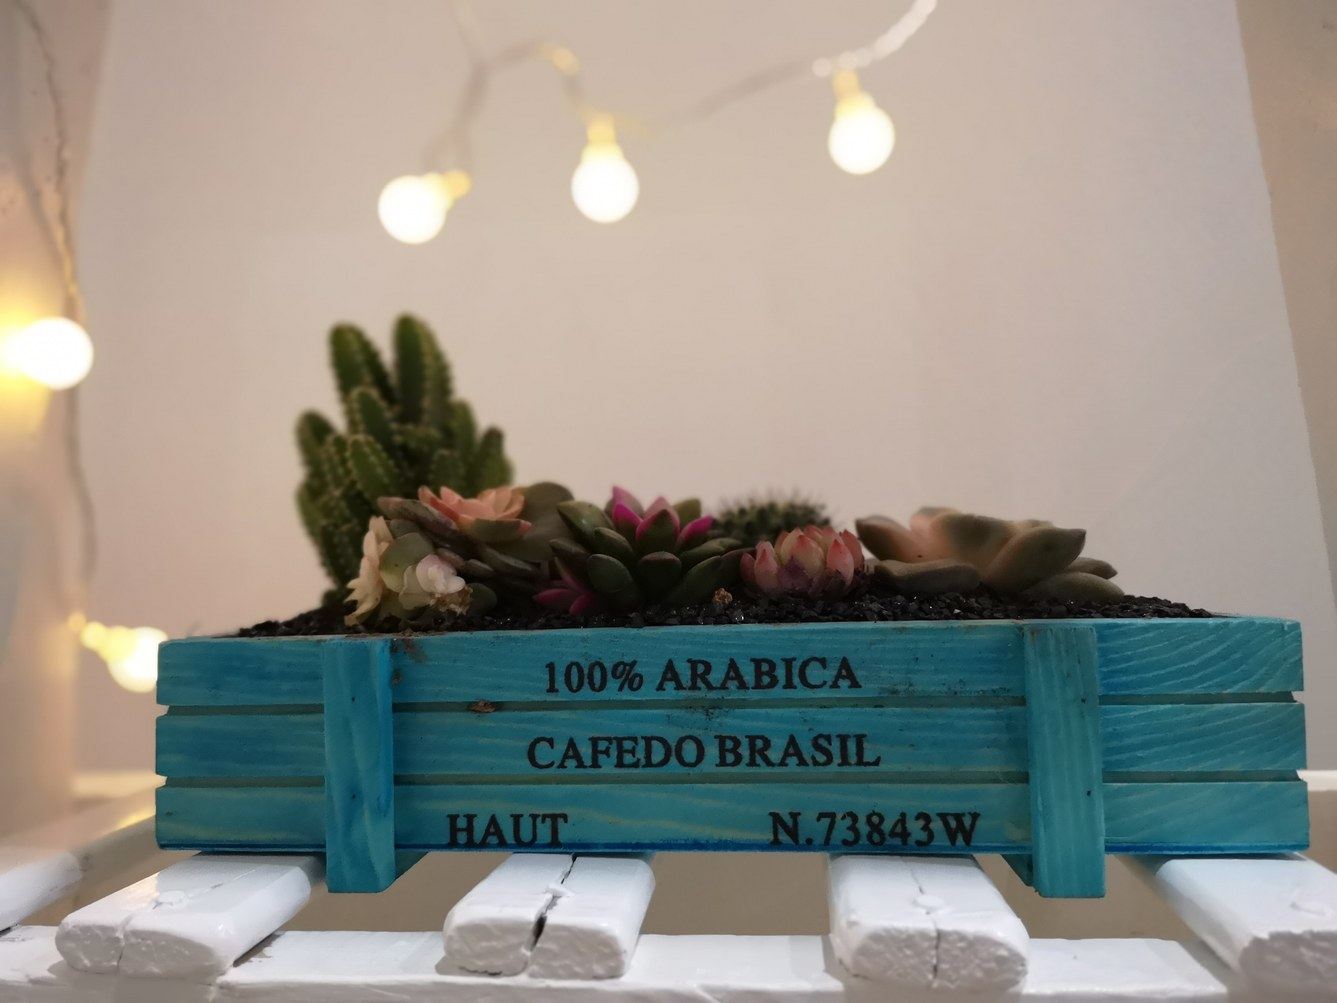 100% ARABICA
CAFEDO BRASIL
HAUT N.73843W